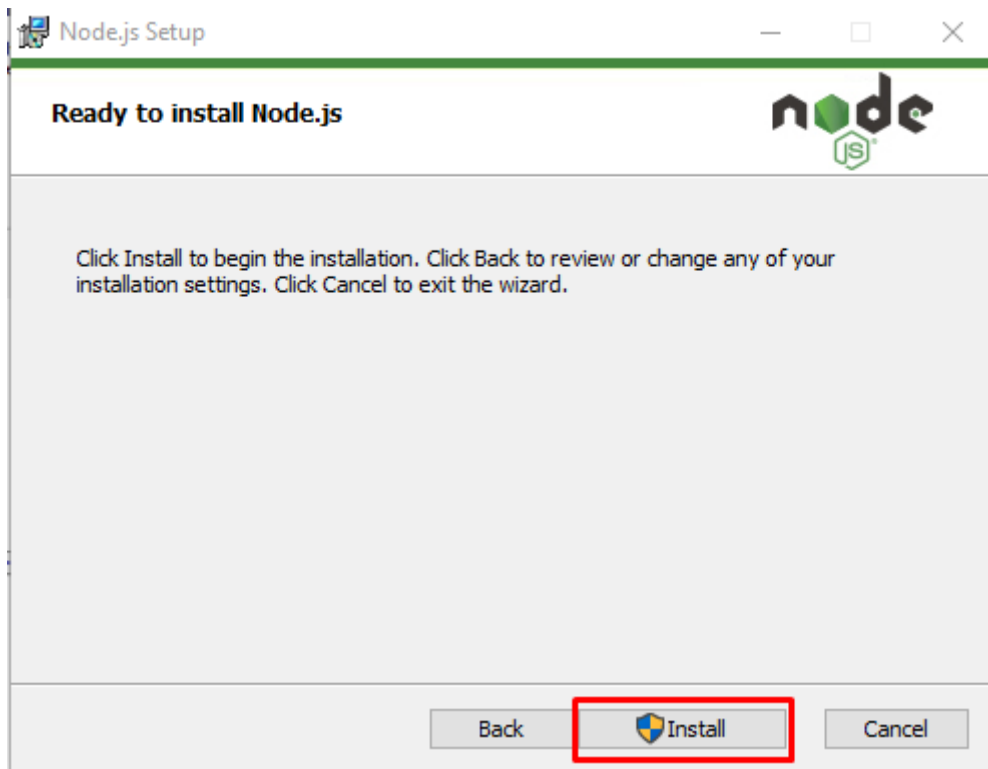 Node.js Setup
Ready to install Node.js
node
JS
Click Install to begin the installation. Click Back to review or change any of your
installation settings. Click Cancel to exit the wizard.
Back Install Cancel